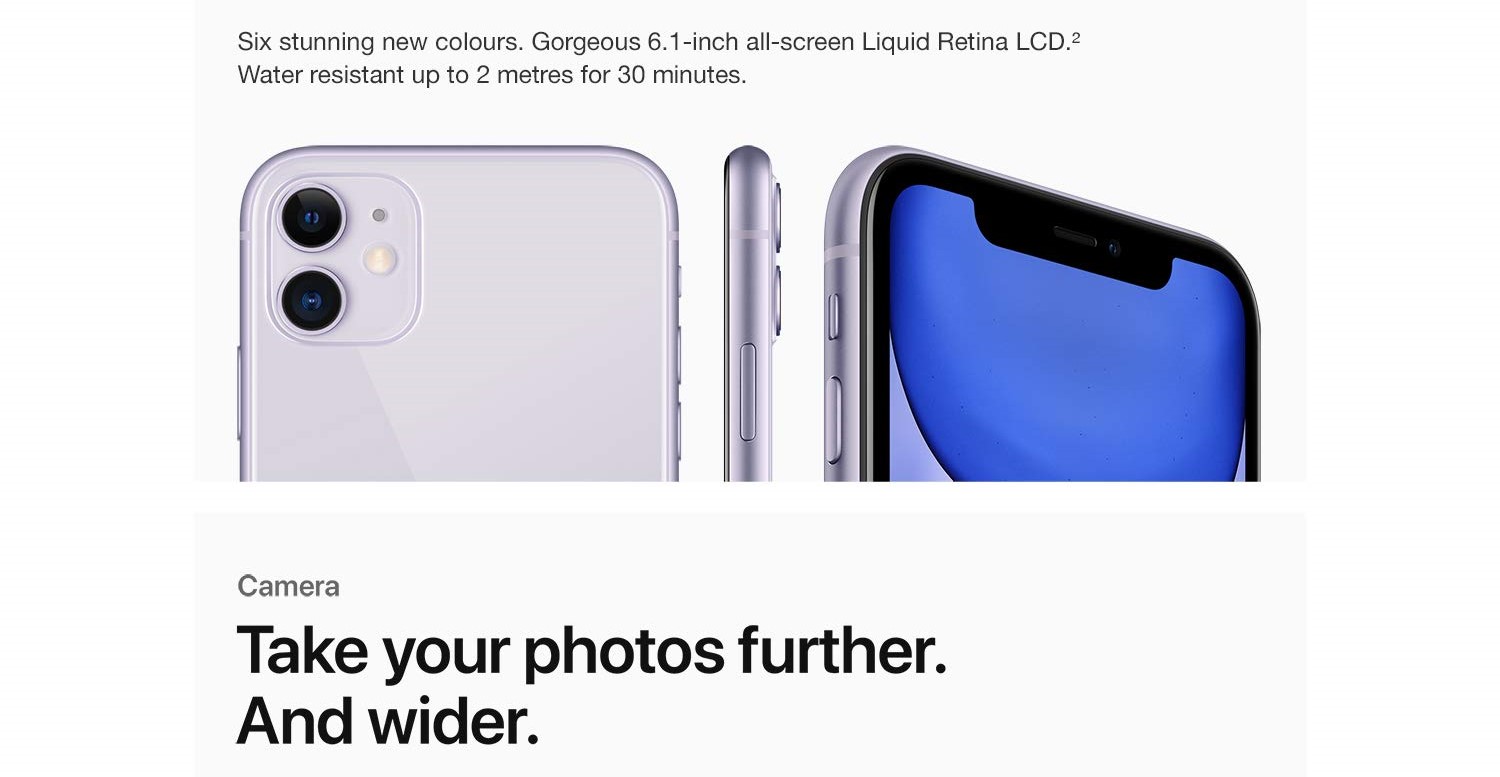 Six stunning new colours. Gorgeous 6.1-inch all-screen Liquid Retina LCD.²
Water resistant up to 2 metres for 30 minutes.
Camera
Take your photos further.
And wider.